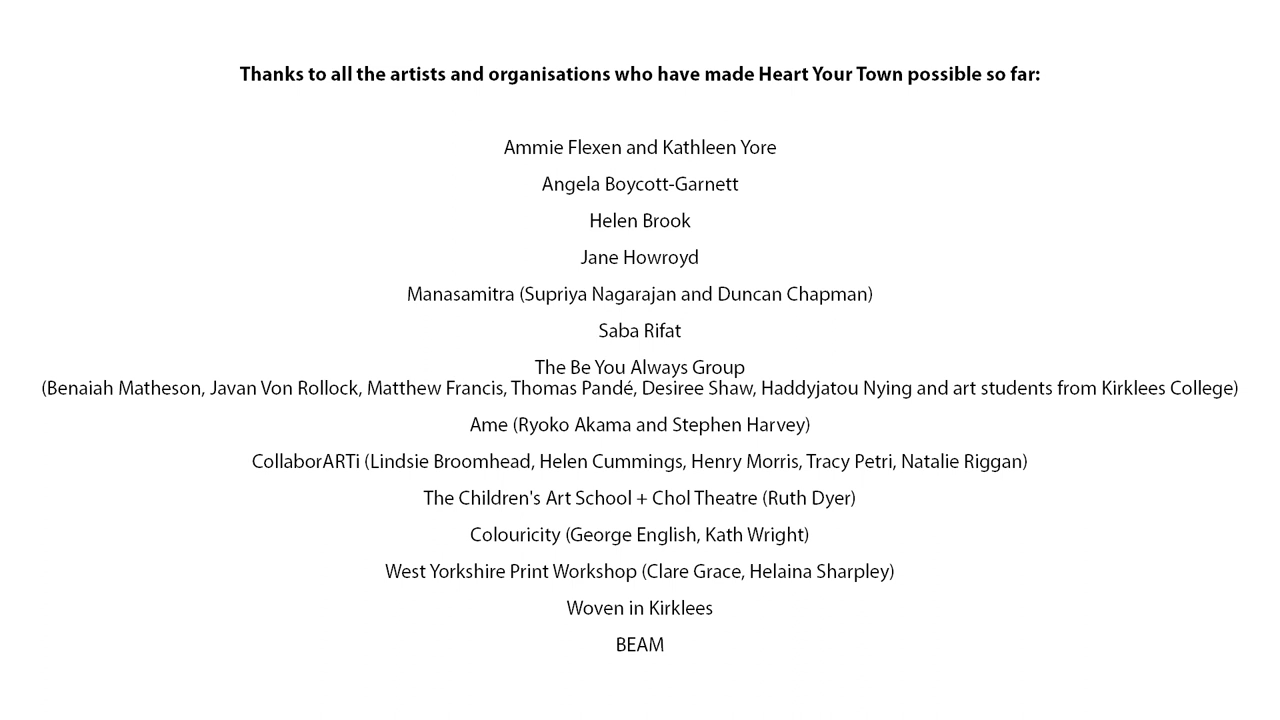 Thanks to all the artists and organisations who have made Heart Your Town possible so far:
Ammie Flexen and Kathleen Yore
Angela Boycott-Garnett
Helen Brook
Jane Howroyd
Manasamitra (Supriya Nagarajan and Duncan Chapman)
Saba Rifat
The Be You Always Group
(Benaiah Matheson, Javan Von Rollock, Matthew Francis, Thomas Pandé, Desiree Shaw, Haddyjatou Nying and art students from Kirklees College)
Ame (Ryoko Akama and Stephen Harvey)
CollaborARTi (Lindsie Broomhead, Helen Cummings, Henry Morris, Tracy Petri, Natalie Riggan)
The Children's Art School + Chol Theatre (Ruth Dyer)
Colouricity (George English, Kath Wright)
West Yorkshire Print Workshop (Clare Grace, Helaina Sharpley)
Woven in Kirklees
BEAM